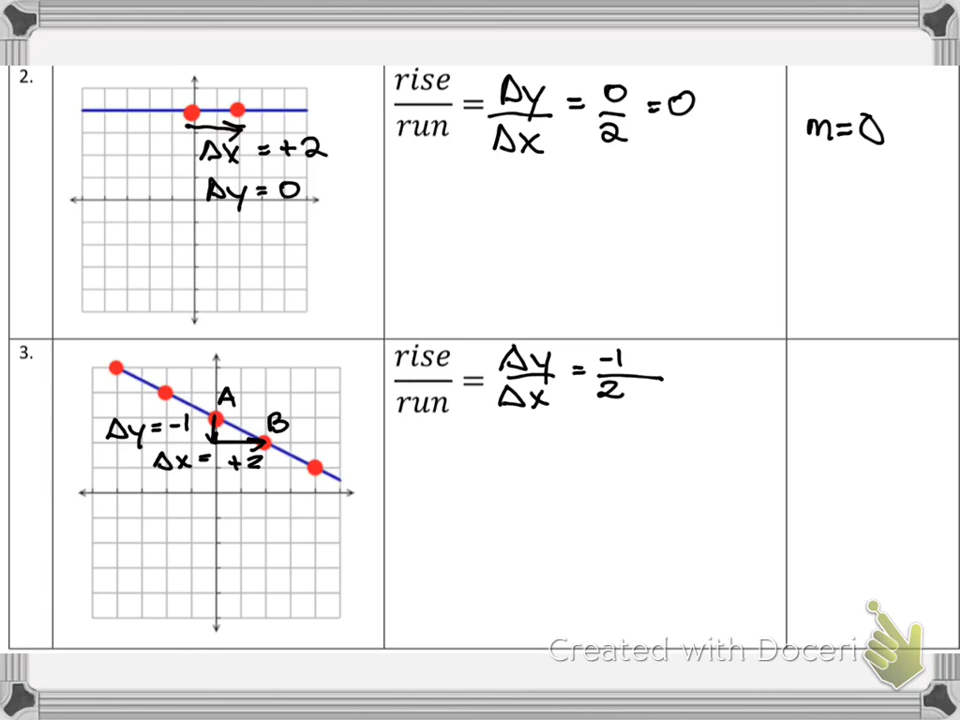 2.
Δx = +2
Δy = 0
rise/run = Δy/Δx = 0/2 = 0
m = 0
3.
A
B
Δy = -1
Δx = +2
rise/run = Δy/Δx = -1/2
Created with Doceri